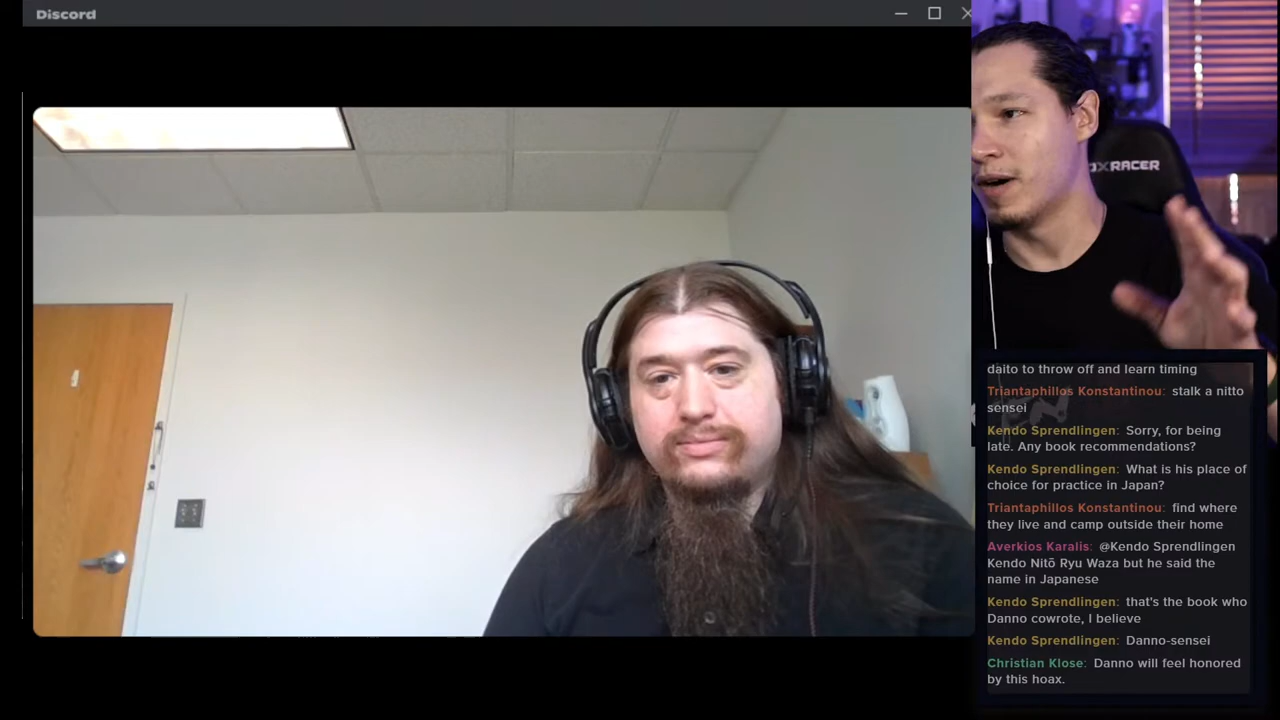 Discord
XRACER
daito to throw off and learn timing
Triantaphillos Konstantinou: stalk a nitto
sensei
Kendo Sprendlingen: Sorry, for being
late. Any book recommendations?
Kendo Sprendlingen: What is his place of
choice for practice in Japan?
Triantaphillos Konstantinou: find where
they live and camp outside their home
Averkios Karalis: @Kendo Sprendlingen
Kendo Nitō Ryu Waza but he said the
name in Japanese
Kendo Sprendlingen: that's the book who
Danno cowrote, I believe
Kendo Sprendlingen: Danno-sensei
Christian Klose: Danno will feel honored
by this hoax.